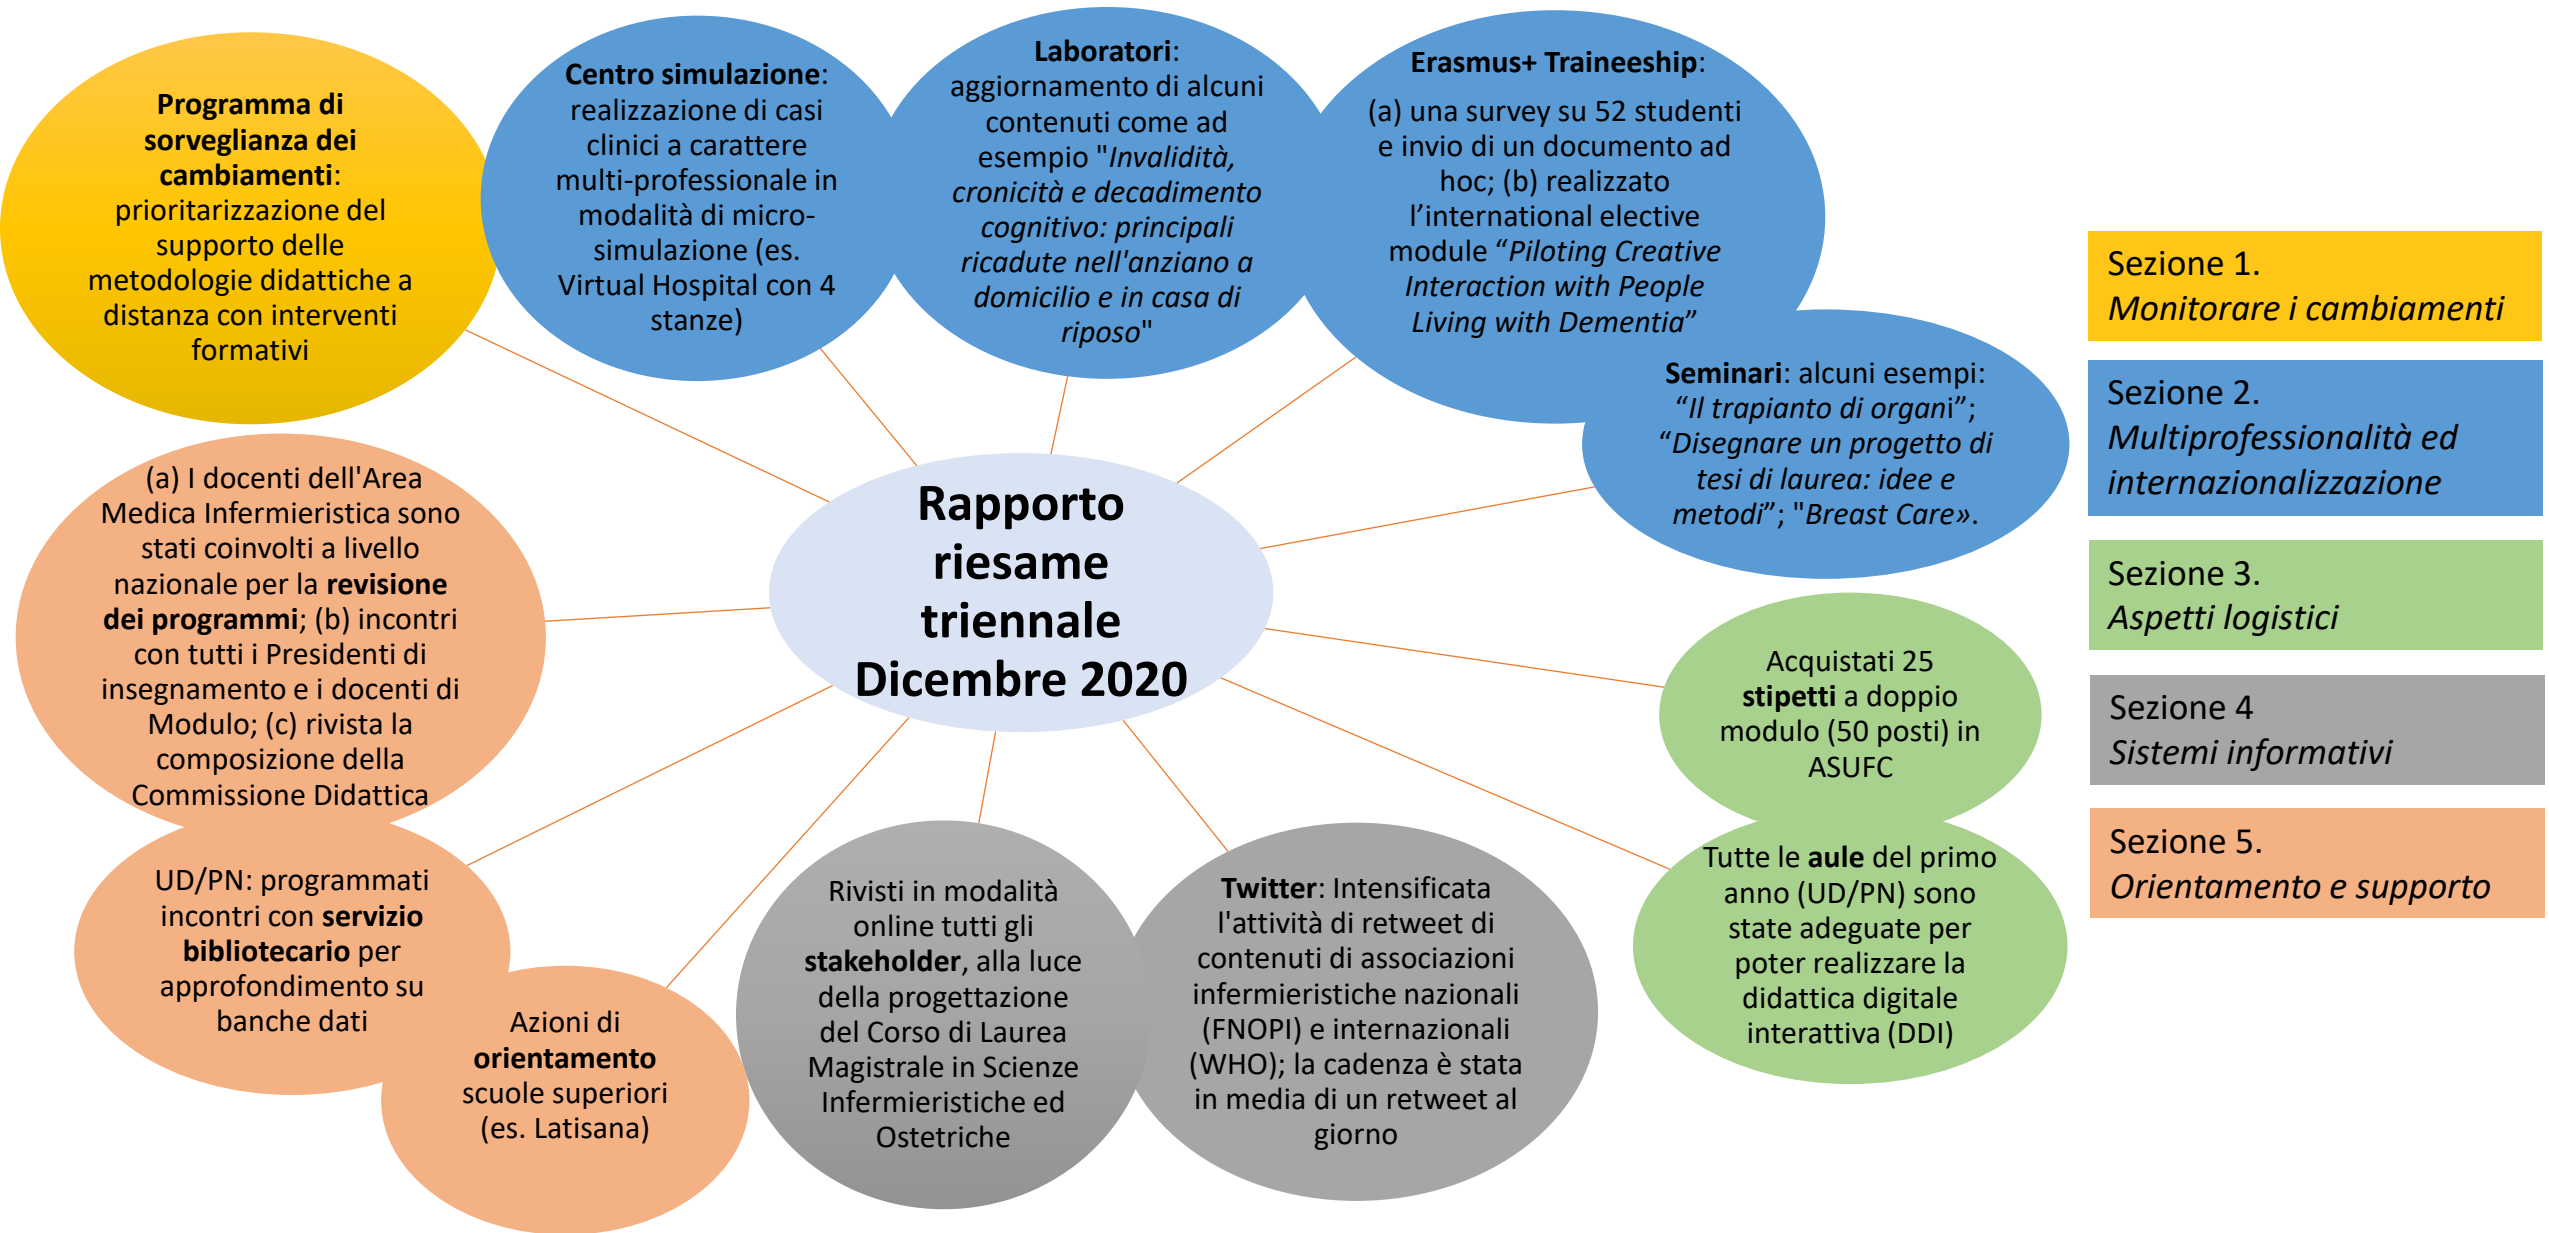 Programma di
sorveglianza dei
cambiamenti:
prioritarizzazione del
supporto delle
metodologie didattiche a
distanza con interventi
formativi
Centro simulazione:
realizzazione di casi
clinici a carattere
multi-professionale in
modalità di micro-
simulazione (es.
Virtual Hospital con 4
stanze)
Laboratori:
aggiornamento di alcuni
contenuti come ad
esempio "Invalidità,
cronicità e decadimento
cognitivo: principali
ricadute nell'anziano a
domicilio e in casa di
riposo"
Erasmus+ Traineeship:
(a) una survey su 52 studenti
e invio di un documento ad
hoc; (b) realizzato
l’international elective
module “Piloting Creative
Interaction with People
Living with Dementia”
Seminari: alcuni esempi:
“Il trapianto di organi”;
“Disegnare un progetto di
tesi di laurea: idee e
metodi”; "Breast Care».
(a) I docenti dell'Area
Medica Infermieristica sono
stati coinvolti a livello
nazionale per la revisione
dei programmi; (b) incontri
con tutti i Presidenti di
insegnamento e i docenti di
Modulo; (c) rivista la
composizione della
Commissione Didattica
Rapporto
riesame
triennale
Dicembre 2020
Acquistati 25
stipetti a doppio
modulo (50 posti) in
ASUFC
UD/PN: programmati
incontri con servizio
bibliotecario per
approfondimento su
banche dati
Azioni di
orientamento
scuole superiori
(es. Latisana)
Rivisti in modalità
online tutti gli
stakeholder, alla luce
della progettazione
del Corso di Laurea
Magistrale in Scienze
Infermieristiche ed
Ostetriche
Twitter: Intensificata
l'attività di retweet di
contenuti di associazioni
infermieristiche nazionali
(FNOPI) e internazionali
(WHO); la cadenza è stata
in media di un retweet al
giorno
Tutte le aule del primo
anno (UD/PN) sono
state adeguate per
poter realizzare la
didattica digitale
interattiva (DDI)
Sezione 1.
Monitorare i cambiamenti
Sezione 2.
Multiprofessionalità ed
internazionalizzazione
Sezione 3.
Aspetti logistici
Sezione 4
Sistemi informativi
Sezione 5.
Orientamento e supporto